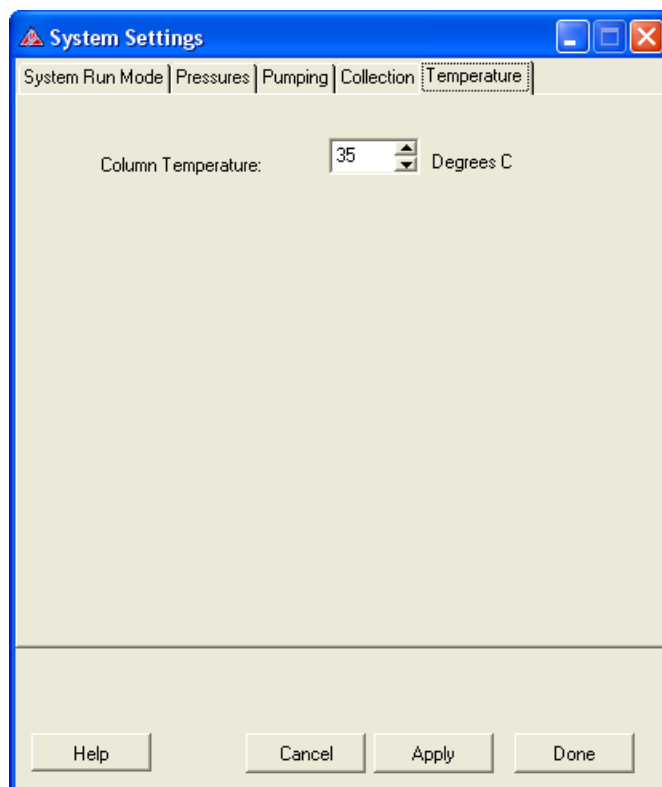 System Settings
System Run Mode Pressures Pumping Collection Temperature
Column Temperature: 35 Degrees C
Help Cancel Apply Done